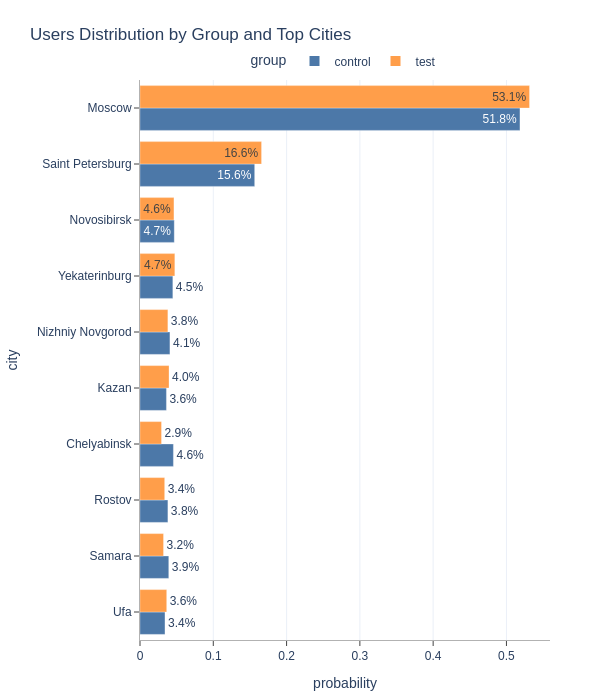 Users Distribution by Group and Top Cities
group control test
Moscow 53.1%
51.8%
Saint Petersburg 16.6%
15.6%
Novosibirsk 4.6%
4.7%
Yekaterinburg 4.7%
4.5%
Nizhniy Novgorod 3.8%
4.1%
Kazan 4.0%
3.6%
Chelyabinsk 2.9%
4.6%
Rostov 3.4%
3.8%
Samara 3.2%
3.9%
Ufa 3.6%
3.4%
city
0 0.1 0.2 0.3 0.4 0.5
probability